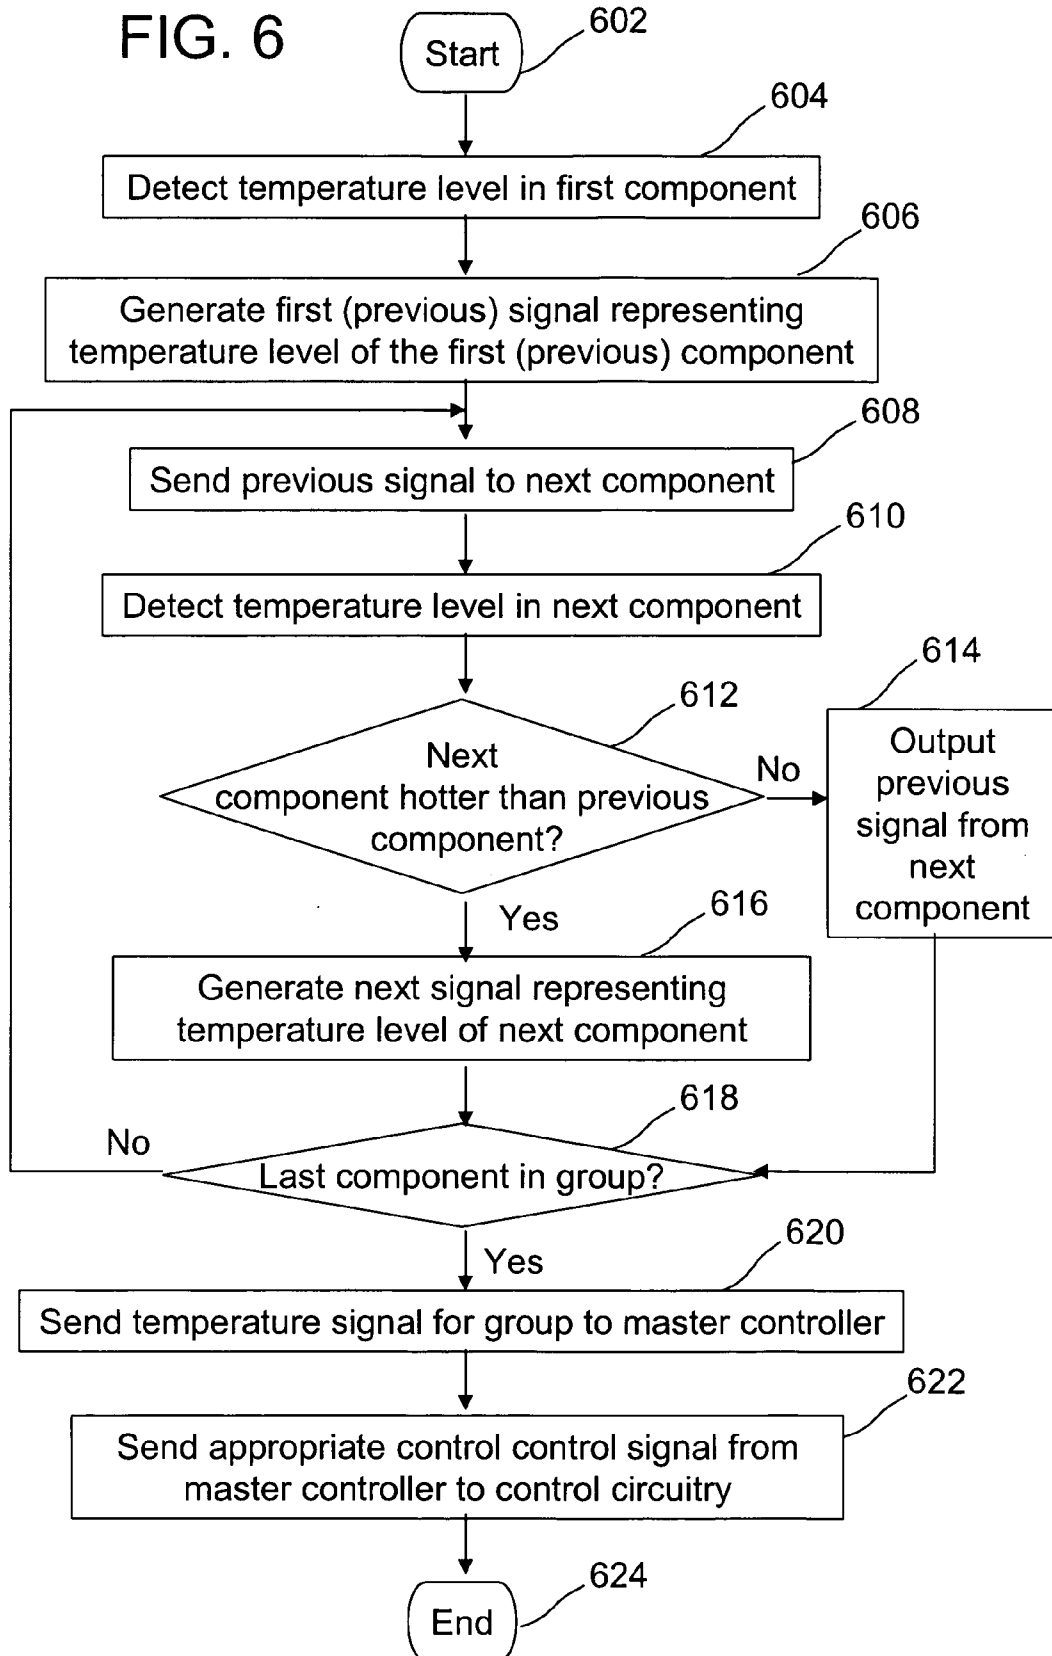 FIG. 6
602
Start
604
Detect temperature level in first component
606
Generate first (previous) signal representing
temperature level of the first (previous) component
608
Send previous signal to next component
610
Detect temperature level in next component
612
Next
component hotter than previous
component?
No
614
Output
previous
signal from
next
component
Yes
616
Generate next signal representing
temperature level of next component
618
No
Last component in group?
Yes
620
Send temperature signal for group to master controller
622
Send appropriate control control signal from
master controller to control circuitry
624
End